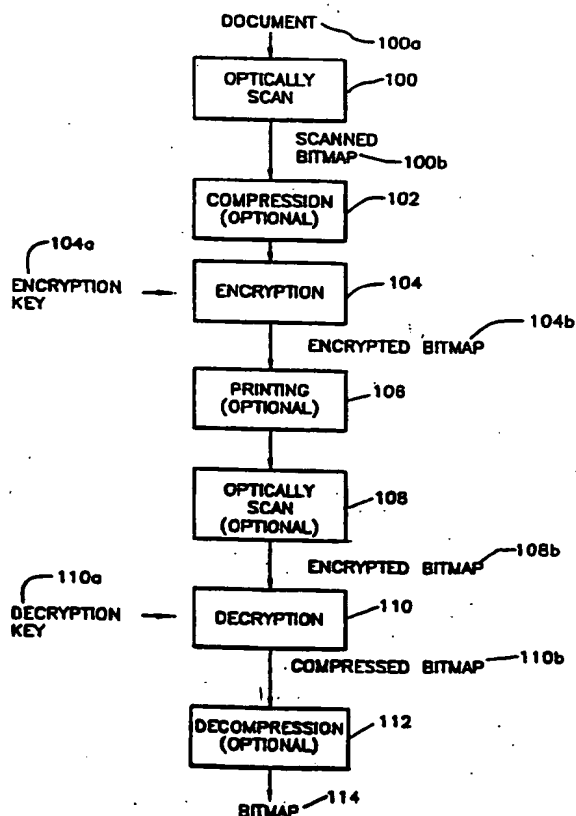 DOCUMENT
100a
OPTICALLY
SCAN
100
SCANNED
BITMAP
100b
COMPRESSION
(OPTIONAL)
102
104a
ENCRYPTION
KEY
ENCRYPTION
104
104b
ENCRYPTED BITMAP
PRINTING
(OPTIONAL)
106
OPTICALLY
SCAN
(OPTIONAL)
108
108b
ENCRYPTED BITMAP
110a
DECRYPTION
KEY
DECRYPTION
110
COMPRESSED BITMAP
110b
DECOMPRESSION
(OPTIONAL)
112
BITMAP
114